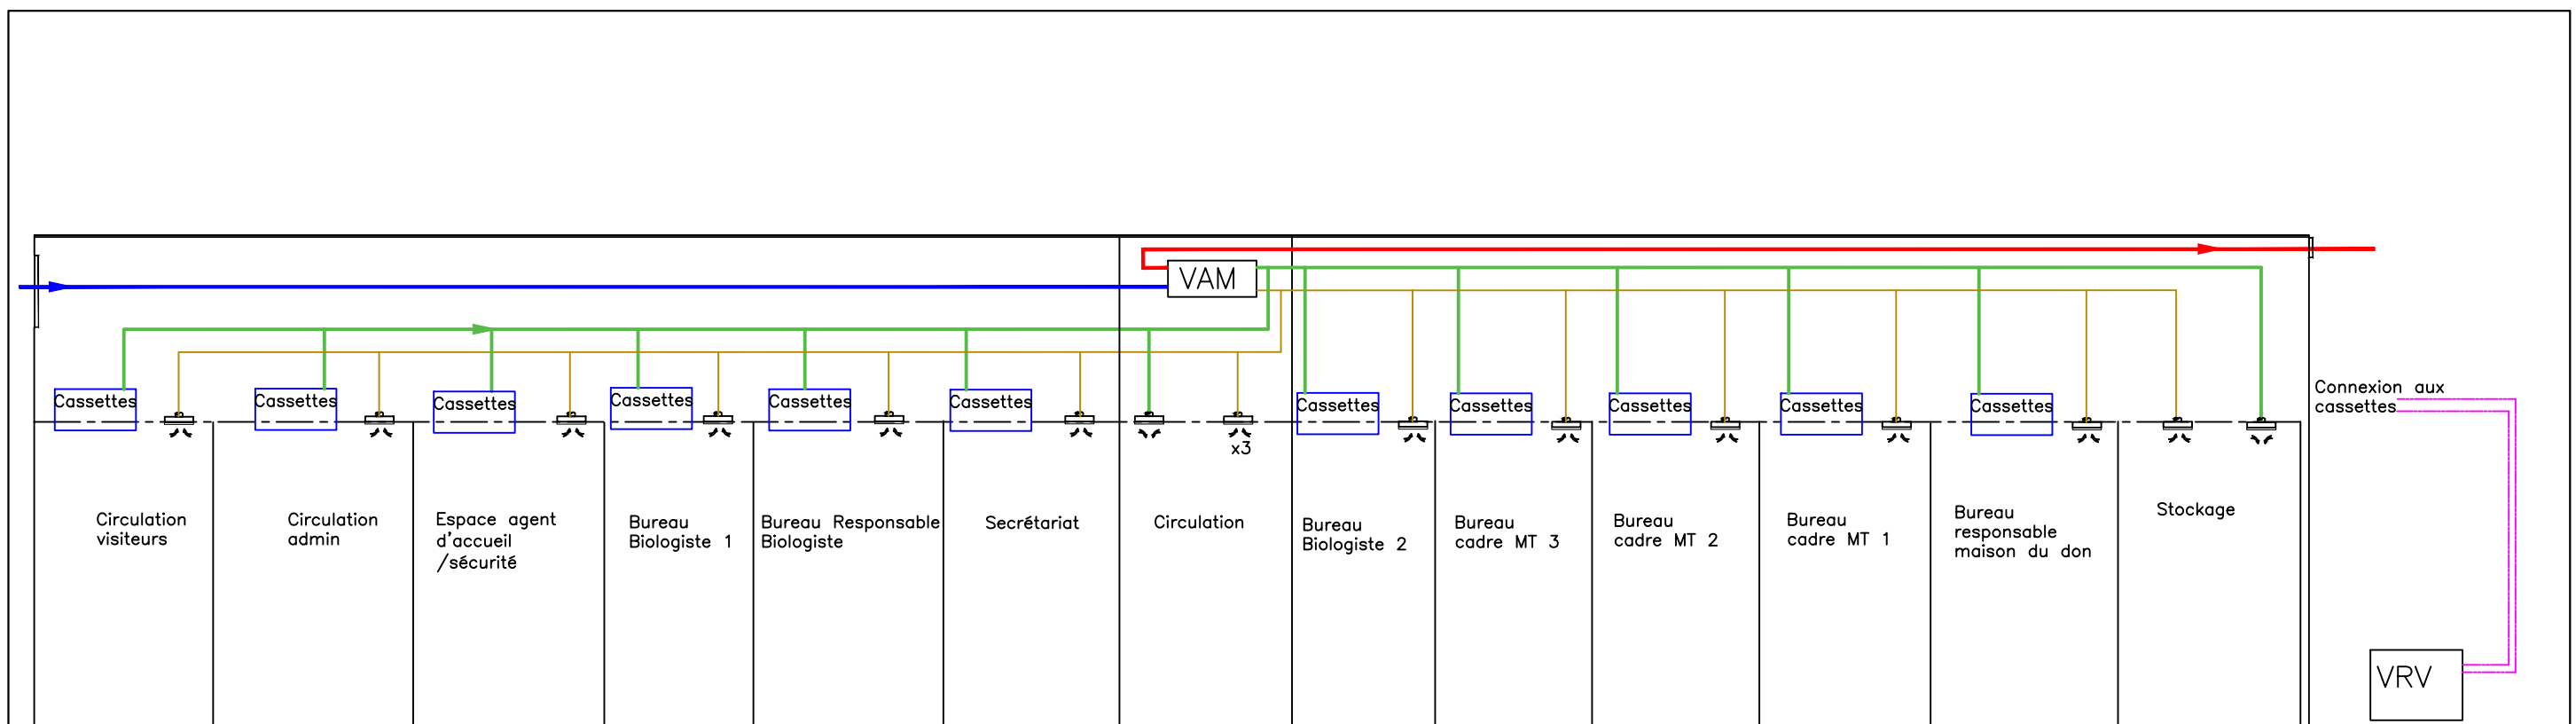 VAM
Cassettes
Cassettes
Cassettes
Cassettes
Cassettes
Cassettes
Cassettes
Cassettes
Cassettes
Cassettes
Cassettes
x3
Connexion aux
cassettes
Circulation
visiteurs
Circulation
admin
Espace agent
d'accueil
/sécurité
Bureau
Biologiste 1
Bureau Responsable
Biologiste
Secrétariat
Circulation
Bureau
Biologiste 2
Bureau
cadre MT 3
Bureau
cadre MT 2
Bureau
cadre MT 1
Bureau
responsable
maison du don
Stockage
VRV